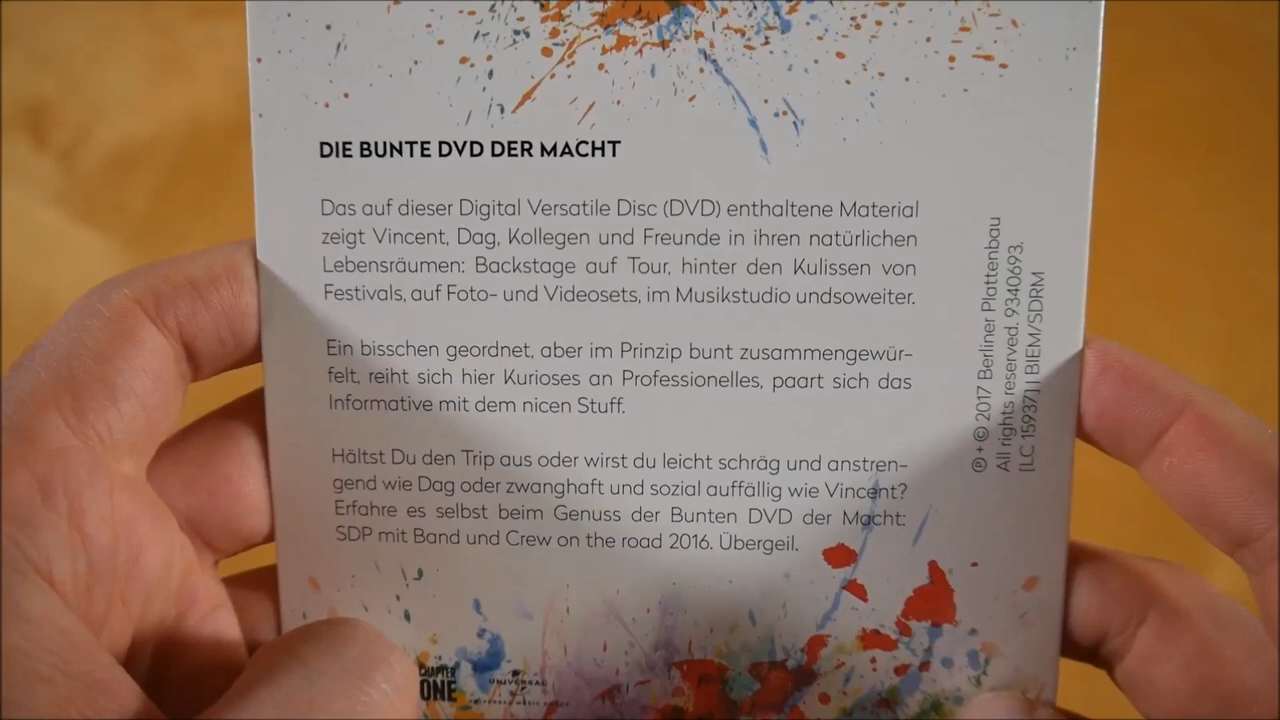 DIE BUNTE DVD DER MACHT
Das auf dieser Digital Versatile Disc (DVD) enthaltene Material
zeigt Vincent, Dag, Kollegen und Freunde in ihren natürlichen
Lebensräumen: Backstage auf Tour, hinter den Kulissen von
Festivals, auf Foto- und Videosets, im Musikstudio undsoweiter.
Ein bisschen geordnet, aber im Prinzip bunt zusammengewür-
felt, reiht sich hier Kurioses an Professionelles, paart sich das
Informative mit dem nicen Stuff.
Hältst Du den Trip aus oder wirst du leicht schräg und anstren-
gend wie Dag oder zwanghaft und sozial auffällig wie Vincent?
Erfahre es selbst beim Genuss der Bunten DVD der Macht:
SDP mit Band und Crew on the road 2016. Übergeil.
℗ + © 2017 Berliner Plattenbau
All rights reserved. 9340693.
[LC 15937] | BIEM/SDRM
CHAPTER
ONE
UNIVERSAL
UNIVERSAL MUSIC GROUP